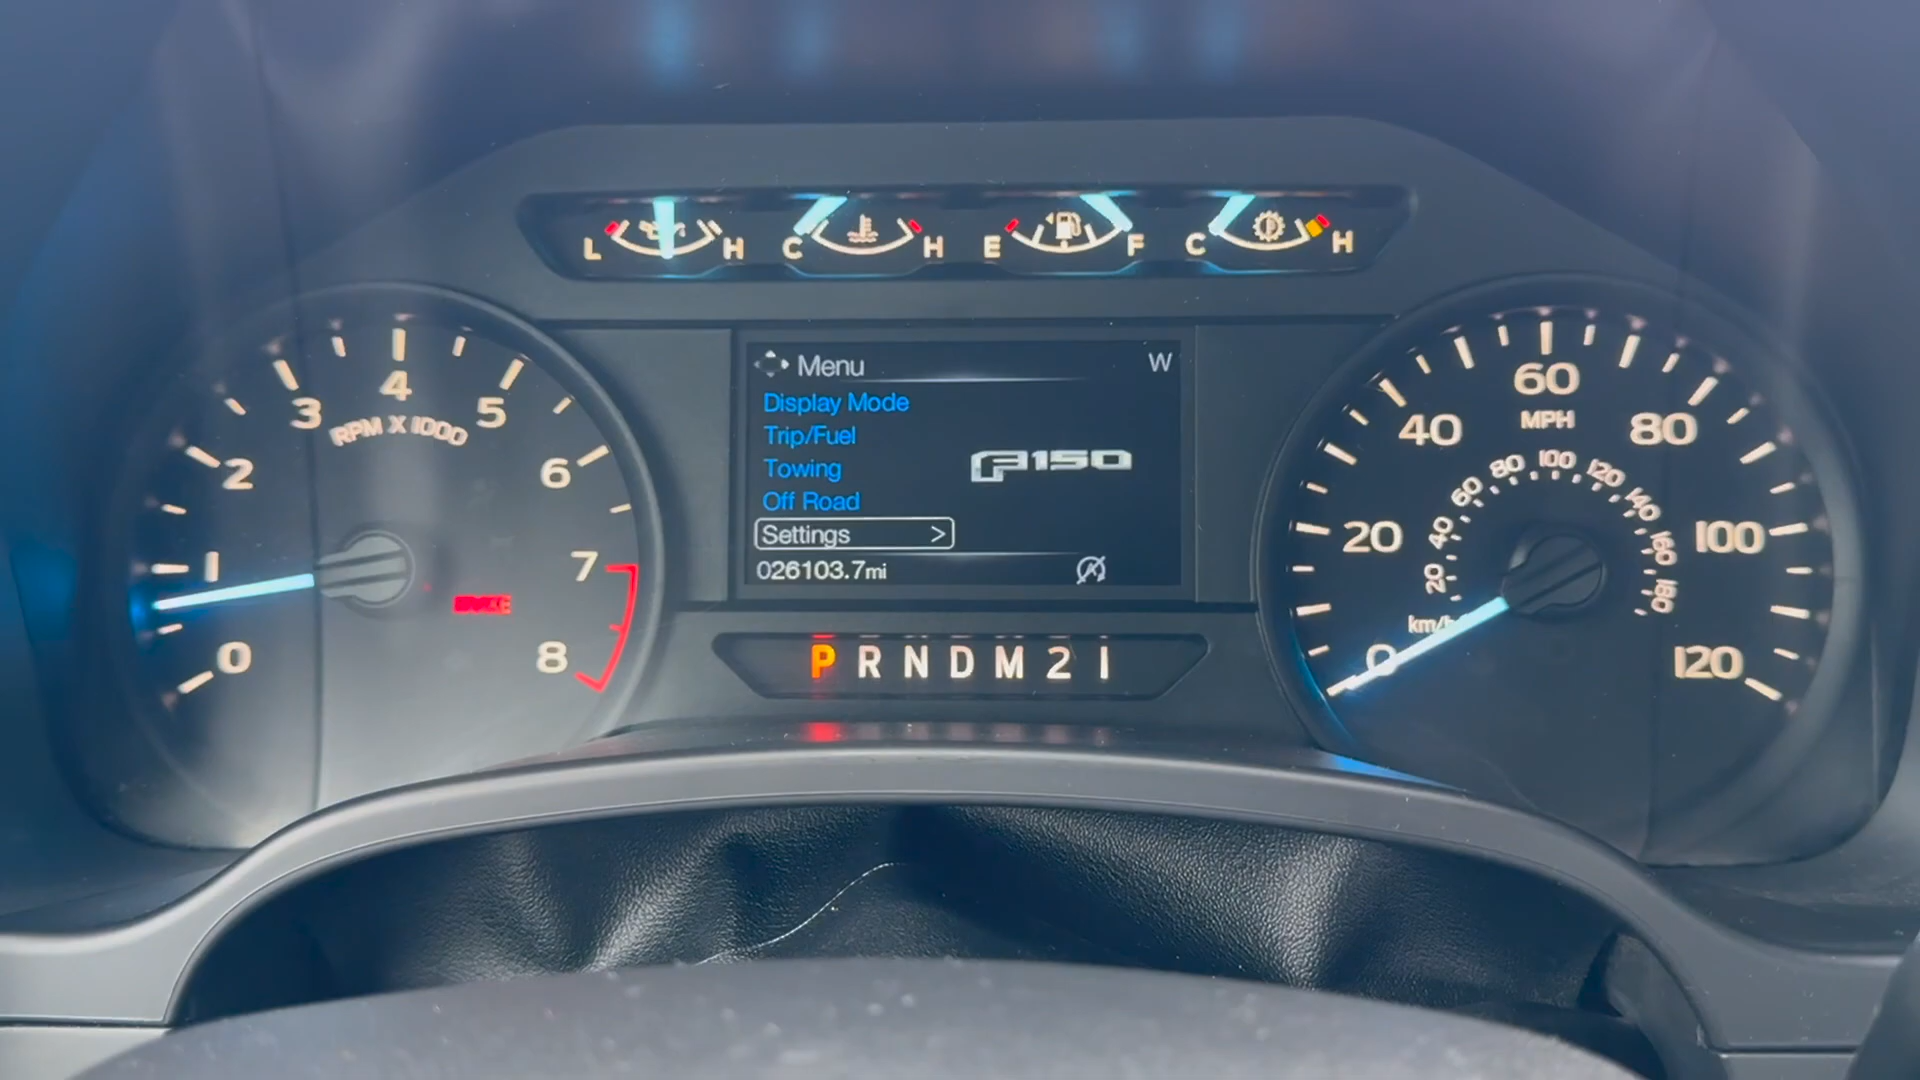 L H C H E F C H
0 1 2 3 4 5 6 7 8
RPM X 1000
Menu W
Display Mode
Trip/Fuel
Towing
Off Road
Settings >
F150
026103.7mi
P R N D M 2 1
0 20 40 60 80 100 120
MPH
20 40 60 80 100 120 140 160 180
km/h